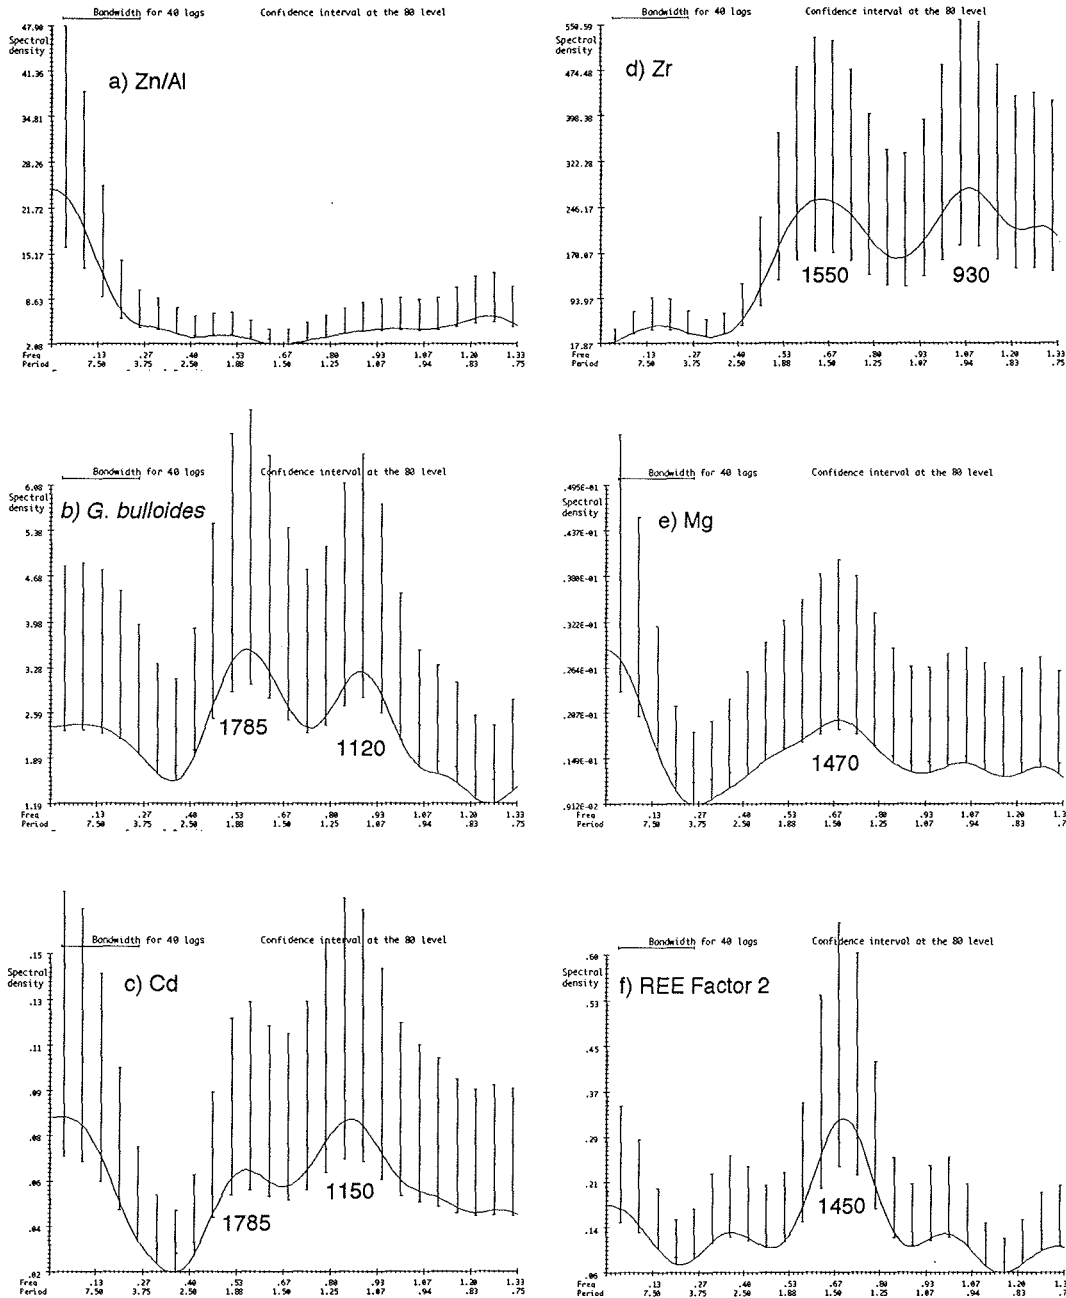 Bandwidth for 40 lags Confidence interval at the 80 level
47.90
Spectral
density
41.36
a) Zn/Al
34.81
28.26
21.72
15.17
8.63
2.08
Freq .13 .27 .40 .53 .67 .80 .93 1.07 1.20 1.33
Period 7.50 3.75 2.50 1.88 1.50 1.25 1.07 .94 .83 .75
Bandwidth for 40 lags Confidence interval at the 80 level
6.08
Spectral
density
b) G. bulloides
5.38
4.68
3.98
3.28
2.59
1.89
1.19
1785
1120
Freq .13 .27 .40 .53 .67 .80 .93 1.07 1.20 1.33
Period 7.50 3.75 2.50 1.88 1.50 1.25 1.07 .94 .83 .75
Bandwidth for 40 lags Confidence interval at the 80 level
.15
Spectral
density
c) Cd
.13
.11
.09
.08
.06
.04
.02
1785
1150
Freq .13 .27 .40 .53 .67 .80 .93 1.07 1.20 1.33
Period 7.50 3.75 2.50 1.88 1.50 1.25 1.07 .94 .83 .75
Bandwidth for 40 lags Confidence interval at the 80 level
550.59
Spectral
density
d) Zr
474.48
398.38
322.28
246.17
170.07
93.97
17.87
1550
930
Freq .13 .27 .40 .53 .67 .80 .93 1.07 1.20 1.33
Period 7.50 3.75 2.50 1.88 1.50 1.25 1.07 .94 .83 .75
Bandwidth for 40 lags Confidence interval at the 80 level
.495E-01
Spectral
density
e) Mg
.437E-01
.380E-01
.322E-01
.264E-01
.207E-01
.149E-01
.912E-02
1470
Freq .13 .27 .40 .53 .67 .80 .93 1.07 1.20 1.3
Period 7.50 3.75 2.50 1.88 1.50 1.25 1.07 .94 .83 .7
Bandwidth for 40 lags Confidence interval at the 80 level
.60
Spectral
density
f) REE Factor 2
.53
.45
.37
.29
.21
.14
.06
1450
Freq .13 .27 .40 .53 .67 .80 .93 1.07 1.20 1.33
Period 7.50 3.75 2.50 1.88 1.50 1.25 1.07 .94 .83 .75